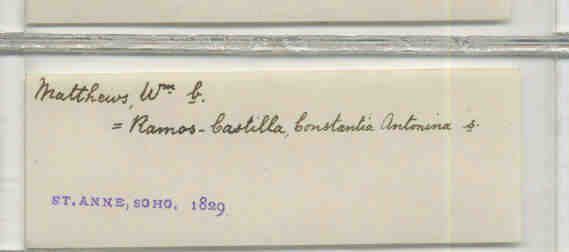 Matthews, Wm b.
= Ramos-Castilla, Constantia Antonina s.
ST. ANNE, SOHO. 1829